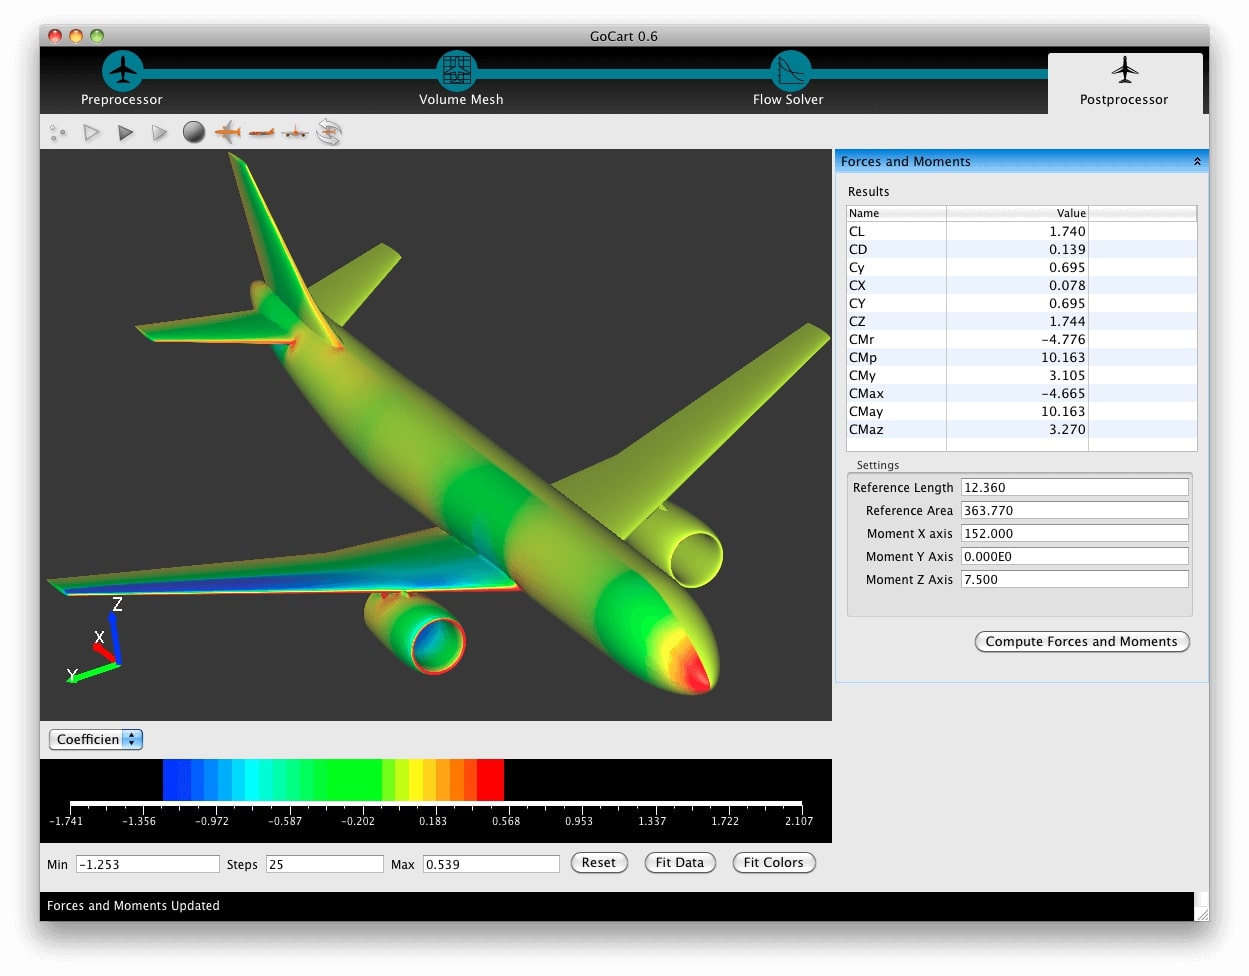 GoCart 0.6
Preprocessor
Volume Mesh
Flow Solver
Postprocessor
Forces and Moments
Results
Name Value
CL 1.740
CD 0.139
Cy 0.695
CX 0.078
CY 0.695
CZ 1.744
CMr -4.776
CMp 10.163
CMy 3.105
CMax -4.665
CMay 10.163
CMaz 3.270
Settings
Reference Length 12.360
Reference Area 363.770
Moment X axis 152.000
Moment Y Axis 0.000E0
Moment Z Axis 7.500
Compute Forces and Moments
Z
X
Y
Coefficien
-1.741 -1.356 -0.972 -0.587 -0.202 0.183 0.568 0.953 1.337 1.722 2.107
Min -1.253 Steps 25 Max 0.539 Reset Fit Data Fit Colors
Forces and Moments Updated